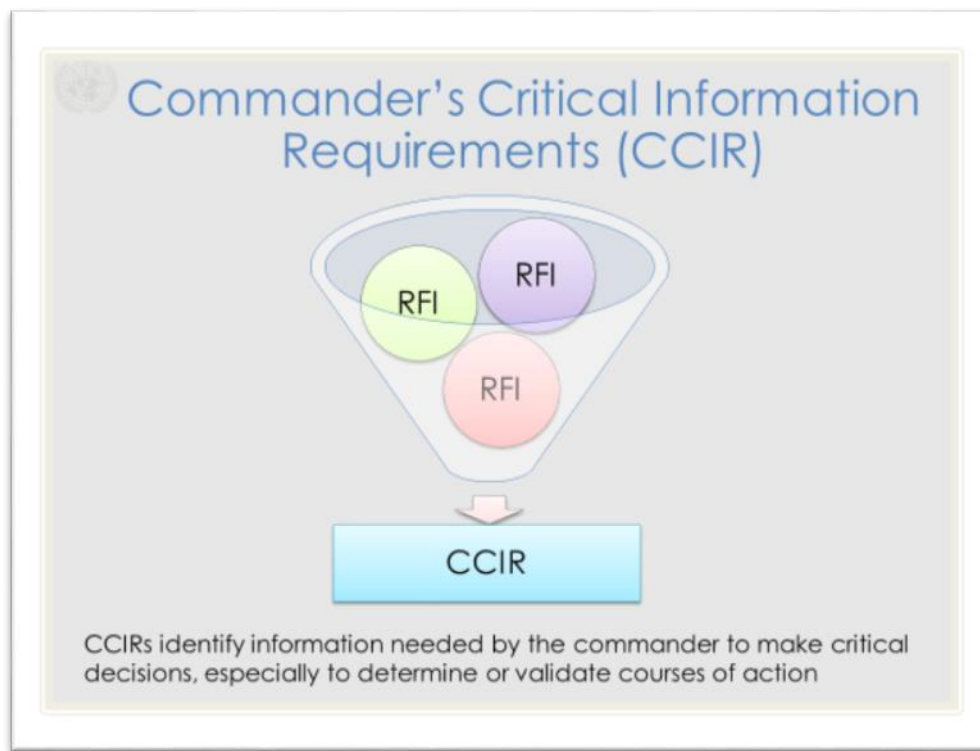 Commander’s Critical Information
Requirements (CCIR)
RFI
RFI
RFI
CCIR
CCIRs identify information needed by the commander to make critical
decisions, especially to determine or validate courses of action